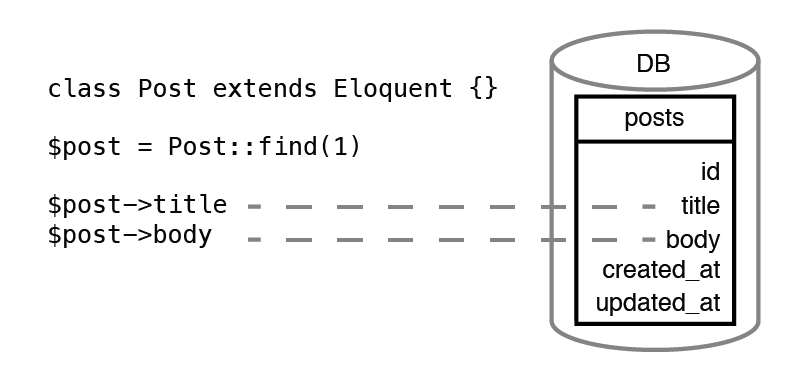 class Post extends Eloquent {}
$post = Post::find(1)
$post->title
$post->body
DB
posts
id
title
body
created_at
updated_at